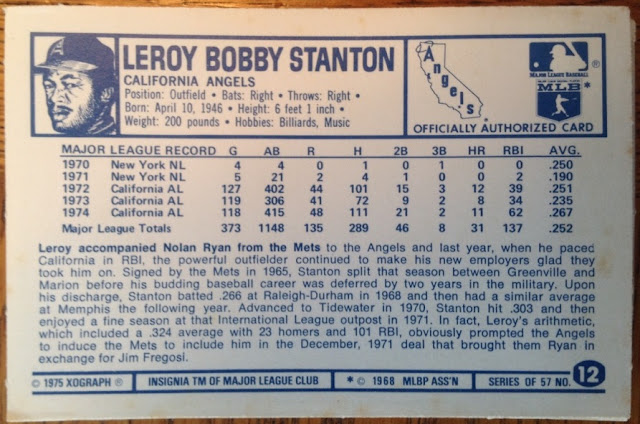 LEROY BOBBY STANTON
CALIFORNIA ANGELS
Position: Outfield • Bats: Right • Throws: Right •
Born: April 10, 1946 • Height: 6 feet 1 inch •
Weight: 200 pounds • Hobbies: Billiards, Music
Angels
OFFICIALLY AUTHORIZED CARD
MAJOR LEAGUE BASEBALL
®
MLB*
MAJOR LEAGUE RECORD G AB R H 2B 3B HR RBI AVG.
1970 New York NL 4 4 0 1 0 1 0 0 .250
1971 New York NL 5 21 2 4 1 0 0 2 .190
1972 California AL 127 402 44 101 15 3 12 39 .251
1973 California AL 119 306 41 72 9 2 8 34 .235
1974 California AL 118 415 48 111 21 2 11 62 .267
Major League Totals 373 1148 135 289 46 8 31 137 .252
Leroy accompanied Nolan Ryan from the Mets to the Angels and last year, when he paced
California in RBI, the powerful outfielder continued to make his new employers glad they
took him on. Signed by the Mets in 1965, Stanton split that season between Greenville and
Marion before his budding baseball career was deferred by two years in the military. Upon
his discharge, Stanton batted .266 at Raleigh-Durham in 1968 and then had a similar average
at Memphis the following year. Advanced to Tidewater in 1970, Stanton hit .303 and then
enjoyed a fine season at that International League outpost in 1971. In fact, Leroy's arithmetic,
which included a .324 average with 23 homers and 101 RBI, obviously prompted the Angels
to induce the Mets to include him in the December, 1971 deal that brought them Ryan in
exchange for Jim Fregosi.
© 1975 XOGRAPH ® INSIGNIA TM OF MAJOR LEAGUE CLUB * © 1968 MLBP ASS'N SERIES OF 57 NO. 12